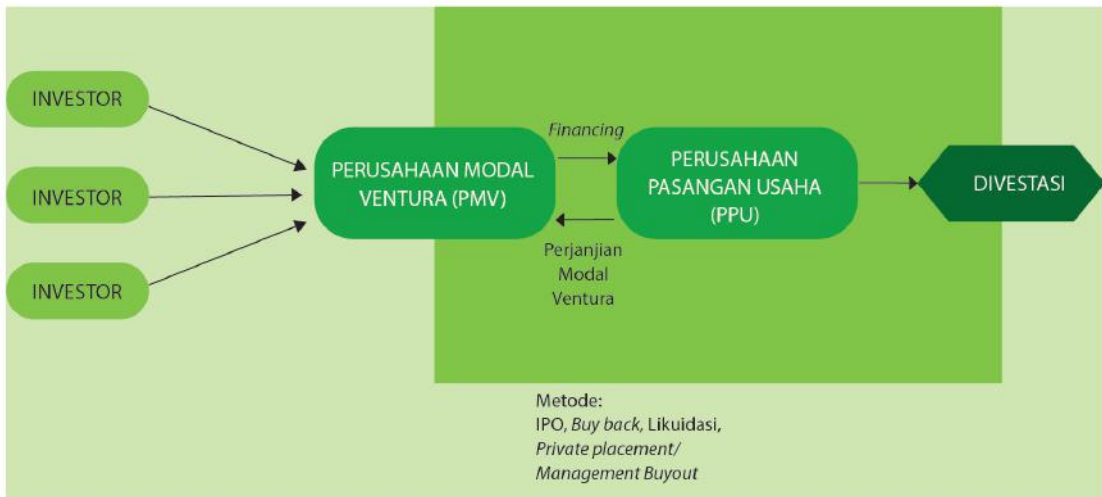 INVESTOR
INVESTOR
INVESTOR
PERUSAHAAN MODAL
VENTURA (PMV)
Financing
Perjanjian
Modal
Ventura
PERUSAHAAN
PASANGAN USAHA
(PPU)
DIVESTASI
Metode:
IPO, Buy back, Likuidasi,
Private placement/
Management Buyout